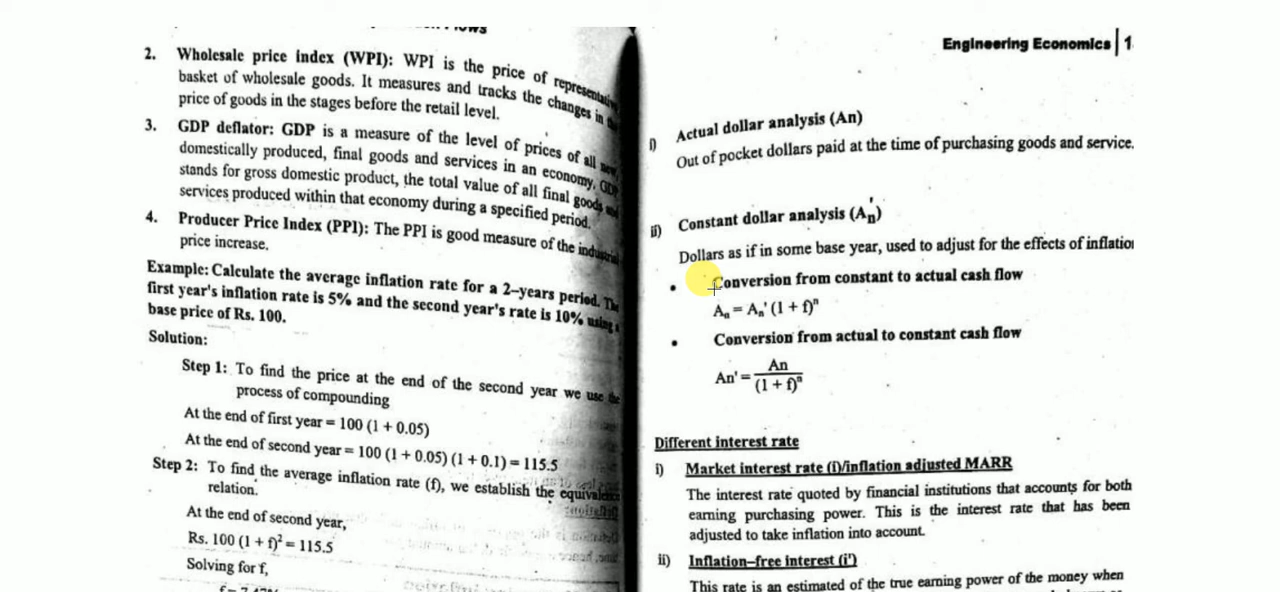 2. Wholesale price index (WPI): WPI is the price of representative
basket of wholesale goods. It measures and tracks the changes in the
price of goods in the stages before the retail level.
3. GDP deflator: GDP is a measure of the level of prices of all new,
domestically produced, final goods and services in an economy. GDP
stands for gross domestic product, the total value of all final goods and
services produced within that economy during a specified period.
4. Producer Price Index (PPI): The PPI is good measure of the industrial
price increase.
Example: Calculate the average inflation rate for a 2–years period. The
first year's inflation rate is 5% and the second year's rate is 10% using a
base price of Rs. 100.
Solution:
Step 1: To find the price at the end of the second year we use the
process of compounding
At the end of first year = 100 (1 + 0.05)
At the end of second year = 100 (1 + 0.05) (1 + 0.1) = 115.5
Step 2: To find the average inflation rate (f), we establish the equivalence
relation.
At the end of second year,
Rs. 100 (1 + f)² = 115.5
Solving for f,
Engineering Economics | 1
i) Actual dollar analysis (An)
Out of pocket dollars paid at the time of purchasing goods and service.
ii) Constant dollar analysis (Aₙ')
Dollars as if in some base year, used to adjust for the effects of inflation
• Conversion from constant to actual cash flow
Aₙ = Aₙ' (1 + f)ⁿ
• Conversion from actual to constant cash flow
An' = An / (1 + f)ⁿ
Different interest rate
i) Market interest rate (i)/inflation adjusted MARR
The interest rate quoted by financial institutions that accounts for both
earning purchasing power. This is the interest rate that has been
adjusted to take inflation into account.
ii) Inflation–free interest (i')
This rate is an estimated of the true earning power of the money when